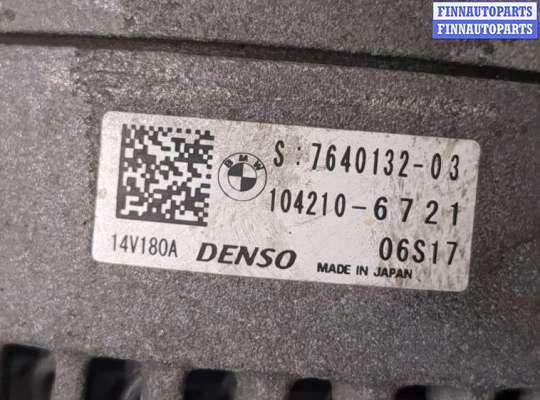 FINNAUTOPARTS
FINNAUTOPARTS
BMW
S:7640132-03
104210-6721
14V180A DENSO 06S17
MADE IN JAPAN